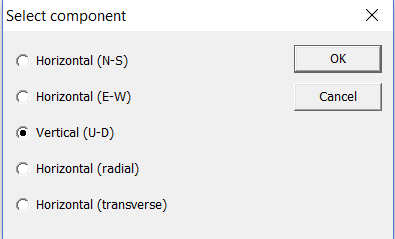 Select component
Horizontal (N-S)
OK
Horizontal (E-W)
Cancel
Vertical (U-D)
Horizontal (radial)
Horizontal (transverse)